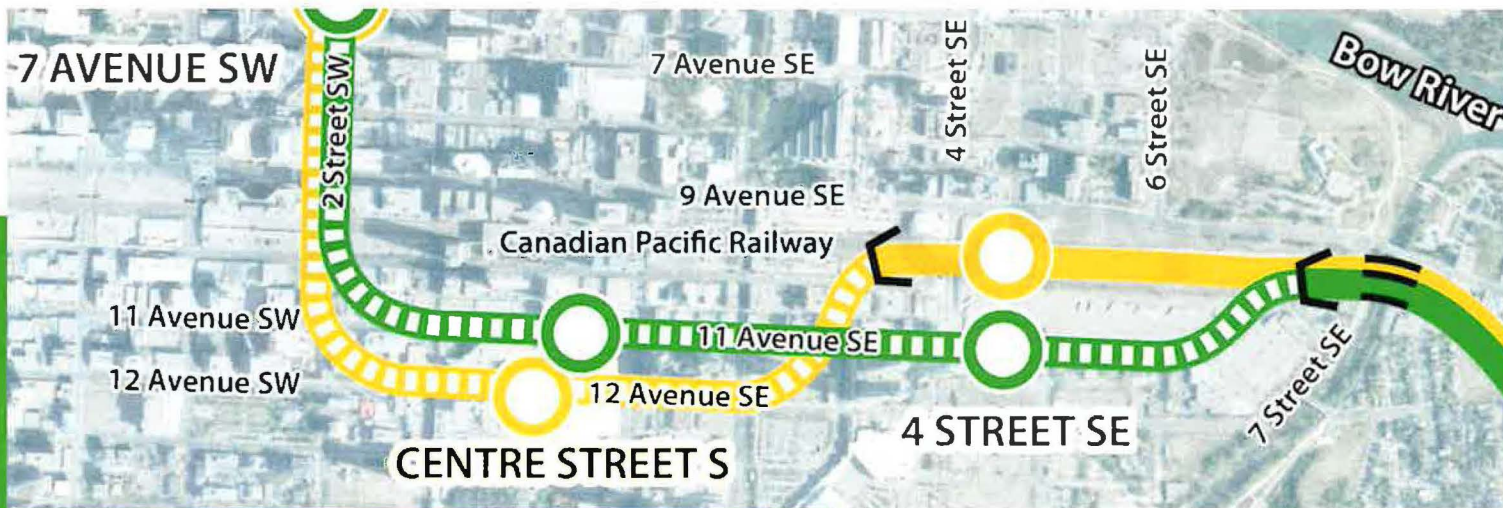 7 AVENUE SW
2 Street SW
7 Avenue SE
4 Street SE
6 Street SE
Bow River
9 Avenue SE
Canadian Pacific Railway
11 Avenue SW
11 Avenue SE
12 Avenue SW
12 Avenue SE
7 Street SE
4 STREET SE
CENTRE STREET S